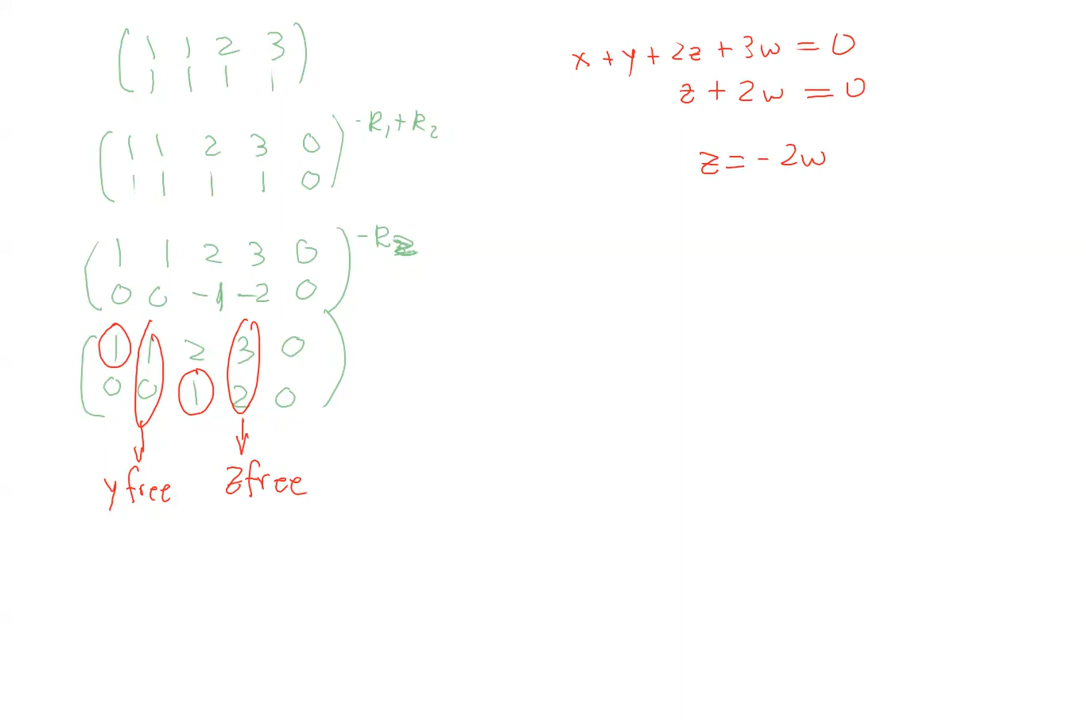 ( 1 1 2 3 )
( 1 1 1 1 )
( 1 1 2 3 0 ) -R₁+R₂
( 1 1 1 1 0 )
( 1 1 2 3 0 ) -R₂
( 0 0 -1 -2 0 )
( 1 1 2 3 0 )
( 0 0 1 2 0 )
y free z free
x + y + 2z + 3w = 0
z + 2w = 0
z = -2w